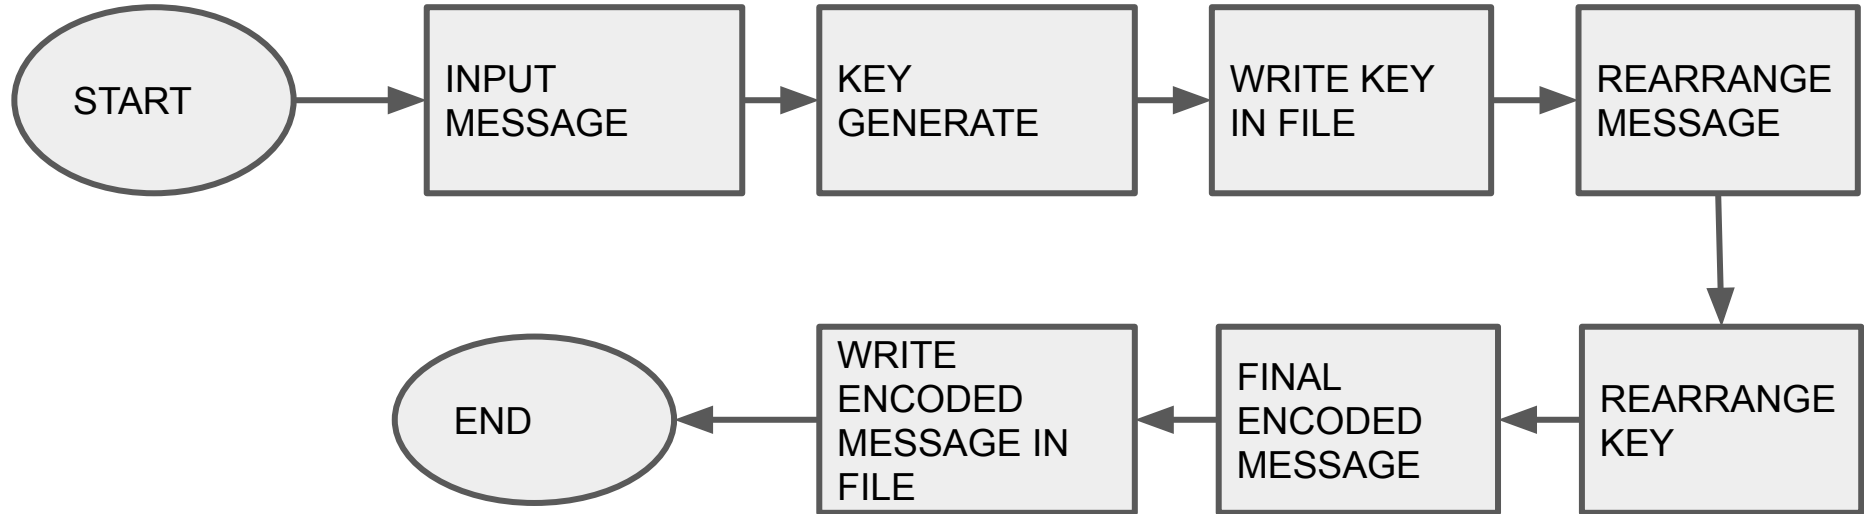 START
INPUT
MESSAGE
KEY
GENERATE
WRITE KEY
IN FILE
REARRANGE
MESSAGE
REARRANGE
KEY
FINAL
ENCODED
MESSAGE
WRITE
ENCODED
MESSAGE IN
FILE
END